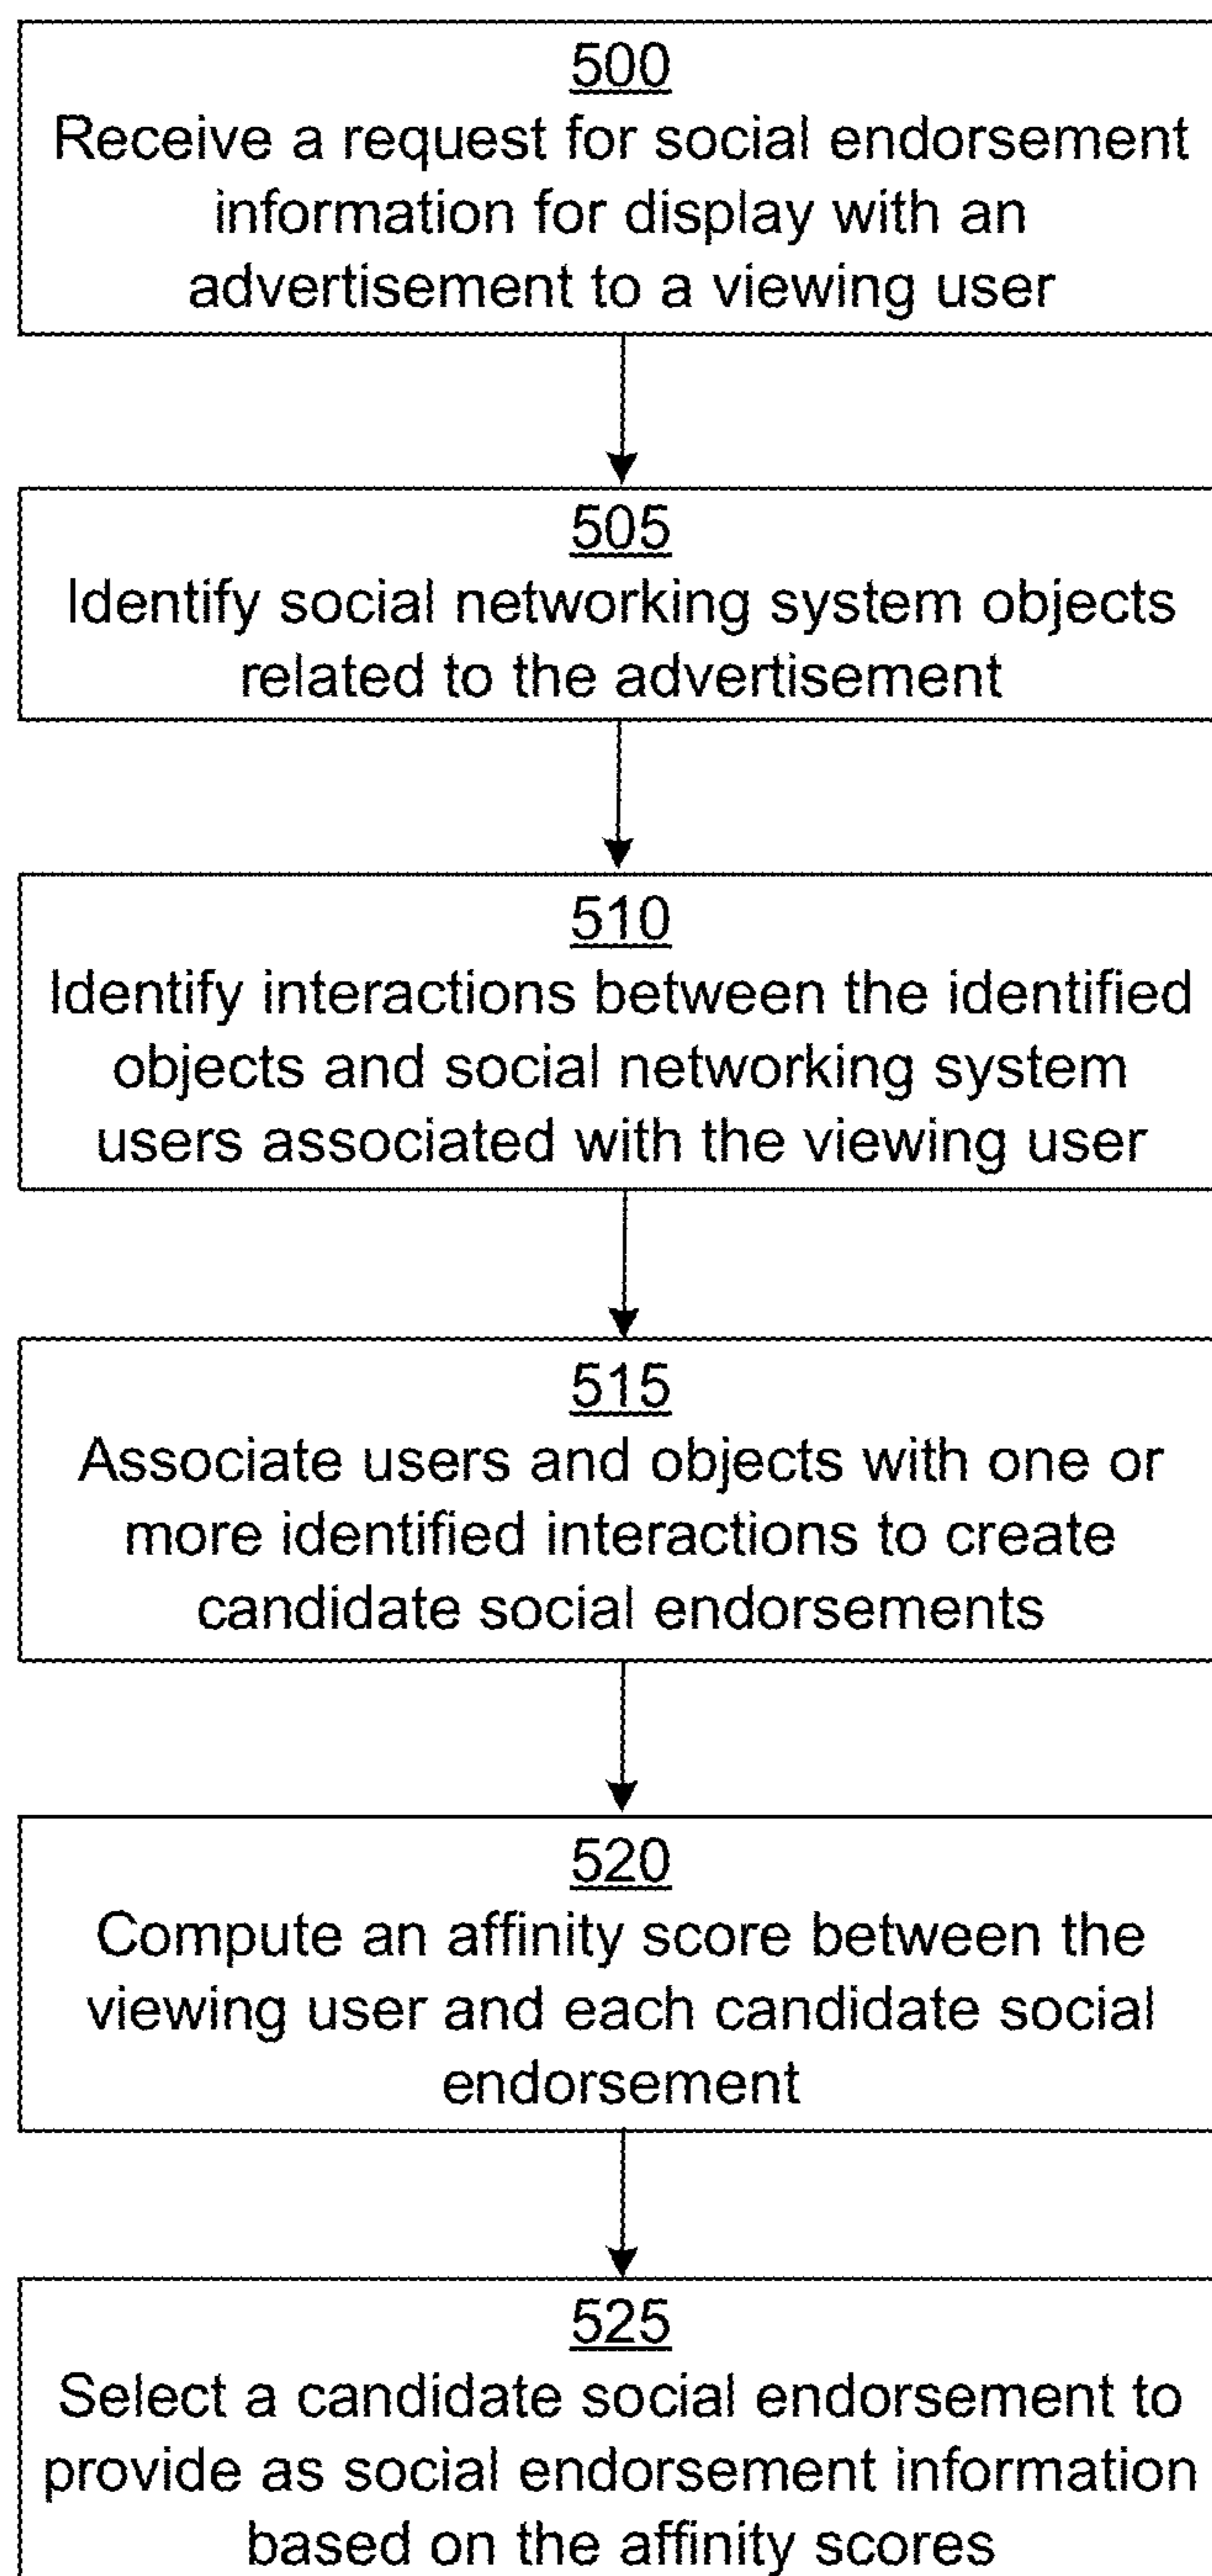 500
Receive a request for social endorsement
information for display with an
advertisement to a viewing user
505
Identify social networking system objects
related to the advertisement
510
Identify interactions between the identified
objects and social networking system
users associated with the viewing user
515
Associate users and objects with one or
more identified interactions to create
candidate social endorsements
520
Compute an affinity score between the
viewing user and each candidate social
endorsement
525
Select a candidate social endorsement to
provide as social endorsement information
based on the affinity scores